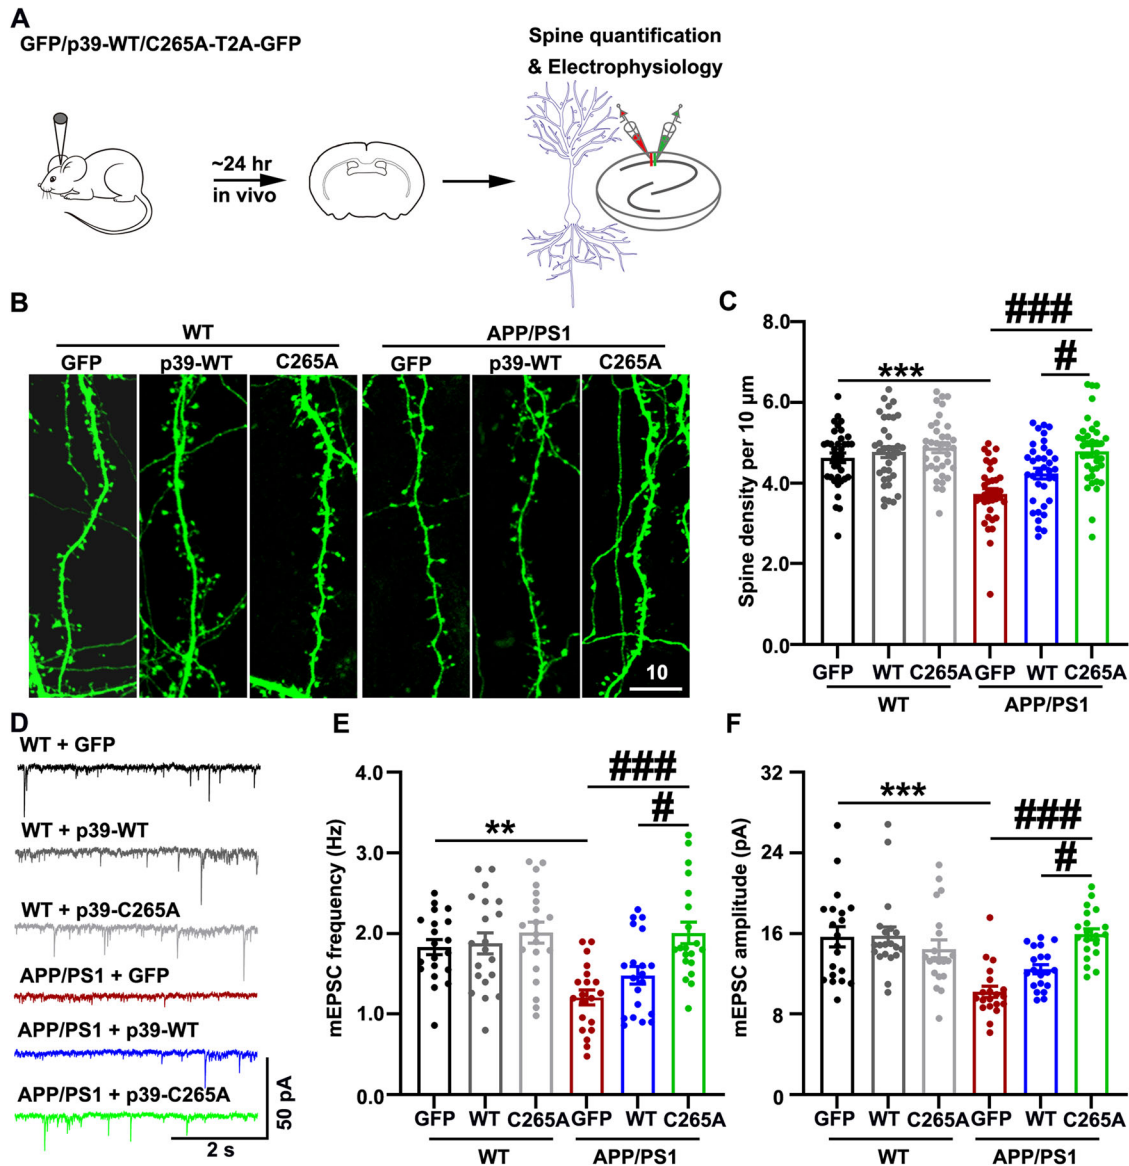 A
GFP/p39-WT/C265A-T2A-GFP
Spine quantification
& Electrophysiology
~24 hr
in vivo
B
WT
APP/PS1
GFP
p39-WT
C265A
GFP
p39-WT
C265A
10
C
Spine density per 10 µm
8.0
6.0
4.0
2.0
0.0
***
###
#
GFP
WT
C265A
GFP
WT
C265A
WT
APP/PS1
D
WT + GFP
WT + p39-WT
WT + p39-C265A
APP/PS1 + GFP
APP/PS1 + p39-WT
APP/PS1 + p39-C265A
50 pA
2 s
E
mEPSC frequency (Hz)
4.0
3.0
2.0
1.0
0.0
**
###
#
GFP
WT
C265A
GFP
WT
C265A
WT
APP/PS1
F
mEPSC amplitude (pA)
32
24
16
8
0
***
###
#
GFP
WT
C265A
GFP
WT
C265A
WT
APP/PS1